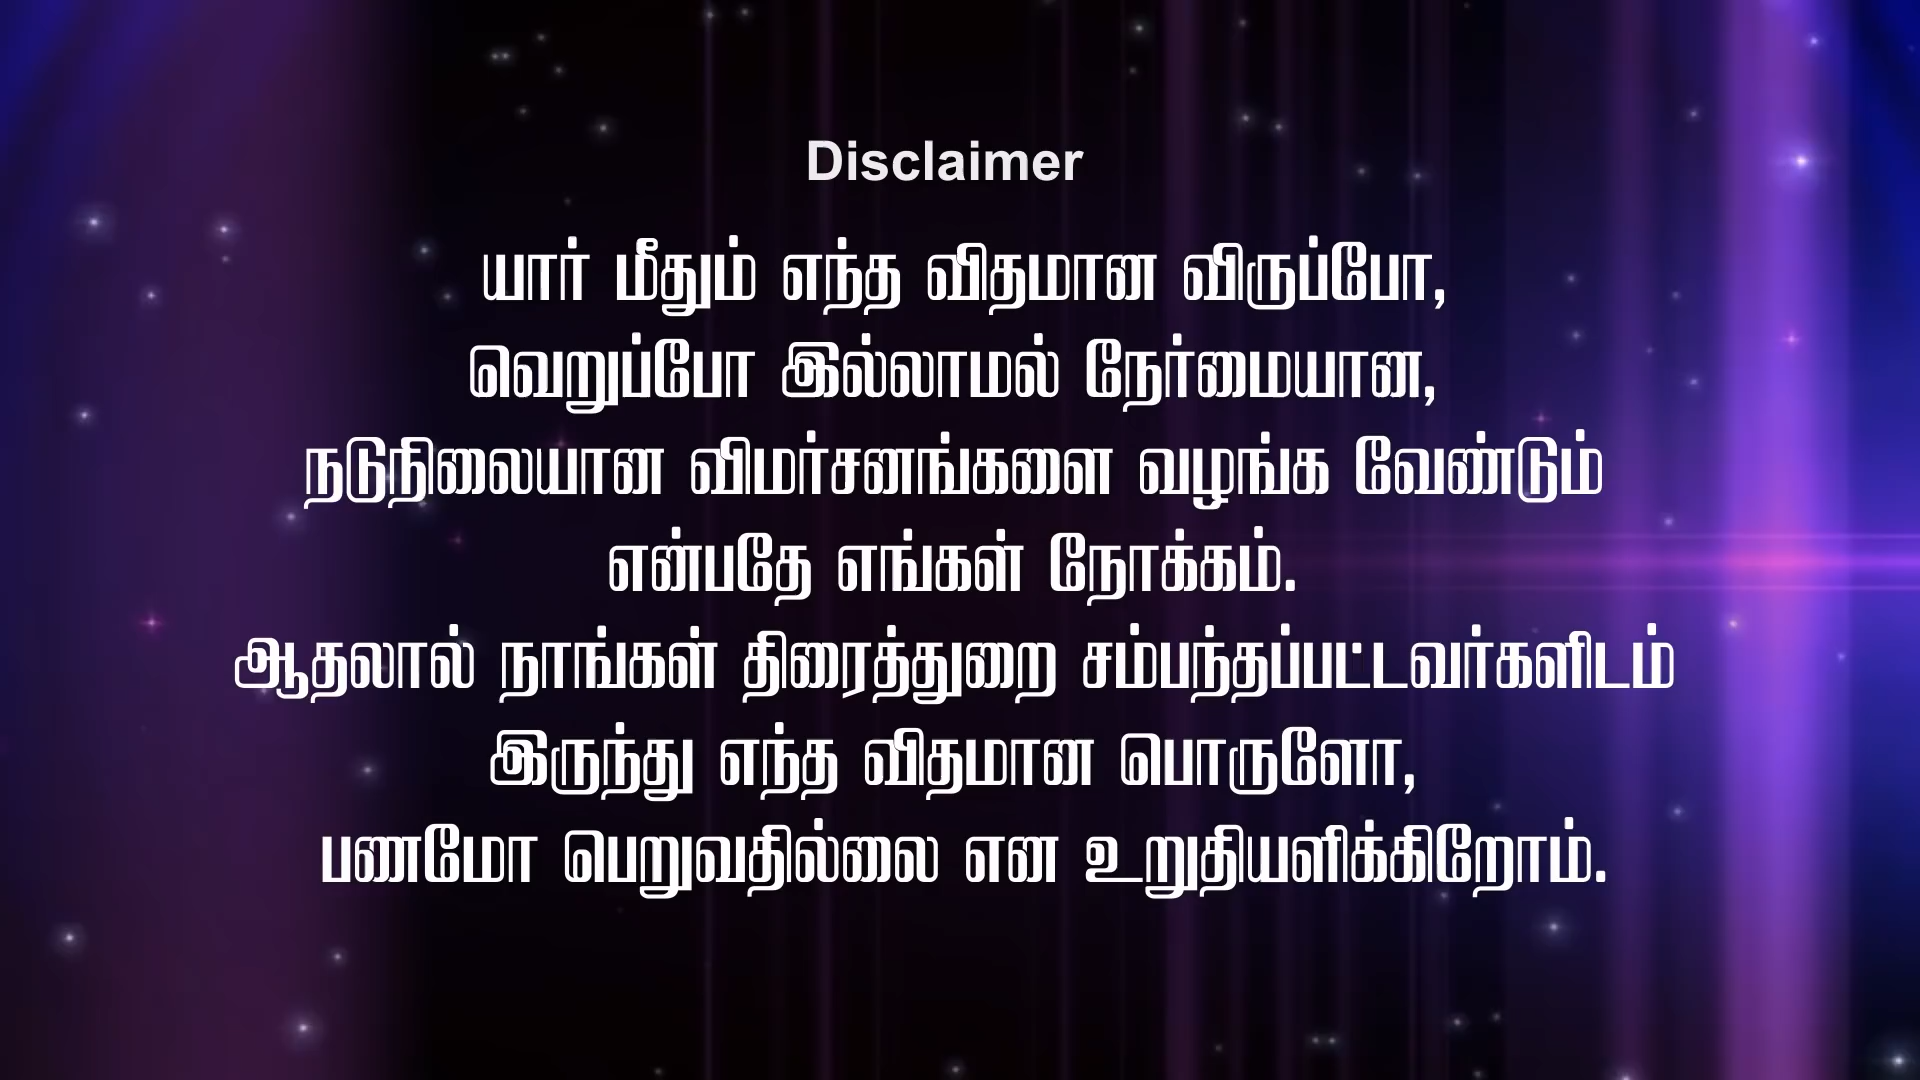 Disclaimer
யார் மீதும் எந்த விதமான விருப்போ,
வெறுப்போ இல்லாமல் நேர்மையான,
நடுநிலையான விமர்சனங்களை வழங்க வேண்டும்
என்பதே எங்கள் நோக்கம்.
ஆதலால் நாங்கள் திரைத்துறை சம்பந்தப்பட்டவர்களிடம்
இருந்து எந்த விதமான பொருளோ,
பணமோ பெறுவதில்லை என உறுதியளிக்கிறோம்.